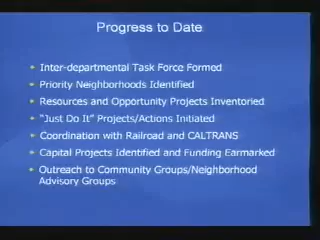 Progress to Date
Inter-departmental Task Force Formed
Priority Neighborhoods Identified
Resources and Opportunity Projects Inventoried
"Just Do It" Projects/Actions Initiated
Coordination with Railroad and CALTRANS
Capital Projects Identified and Funding Earmarked
Outreach to Community Groups/Neighborhood
Advisory Groups